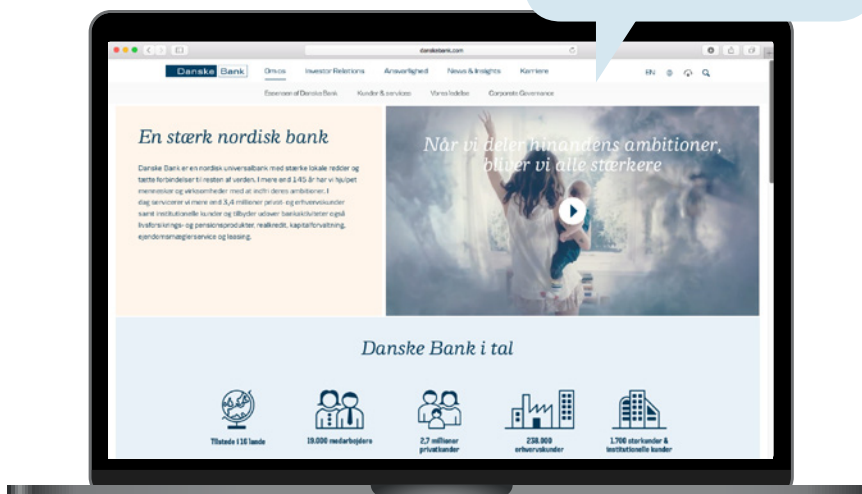 danskebank.com
Danske Bank
Om os Investor Relations Ansvarlighed News & Insights Karriere EN
Essensen af Danske Bank Kunder & services Vores ledelse Corporate Governance
En stærk nordisk bank
Danske Bank er en nordisk universalbank med stærke lokale rødder og
tætte forbindelser til resten af verden. I mere end 145 år har vi hjulpet
mennesker og virksomheder med at indfri deres ambitioner. I
dag servicerer vi mere end 3,4 millioner privat- og erhvervskunder
samt institutionelle kunder og tilbyder udover bankaktiviteter også
livsforsikrings- og pensionsprodukter, realkredit, kapitalforvaltning,
ejendomsmæglerservice og leasing.
Når vi deler hinandens ambitioner,
bliver vi alle stærkere
Danske Bank i tal
Tilstede i 16 lande
19.000 medarbejdere
2,7 millioner
privatkunder
238.000
erhvervskunder
1.700 storkunder &
institutionelle kunder